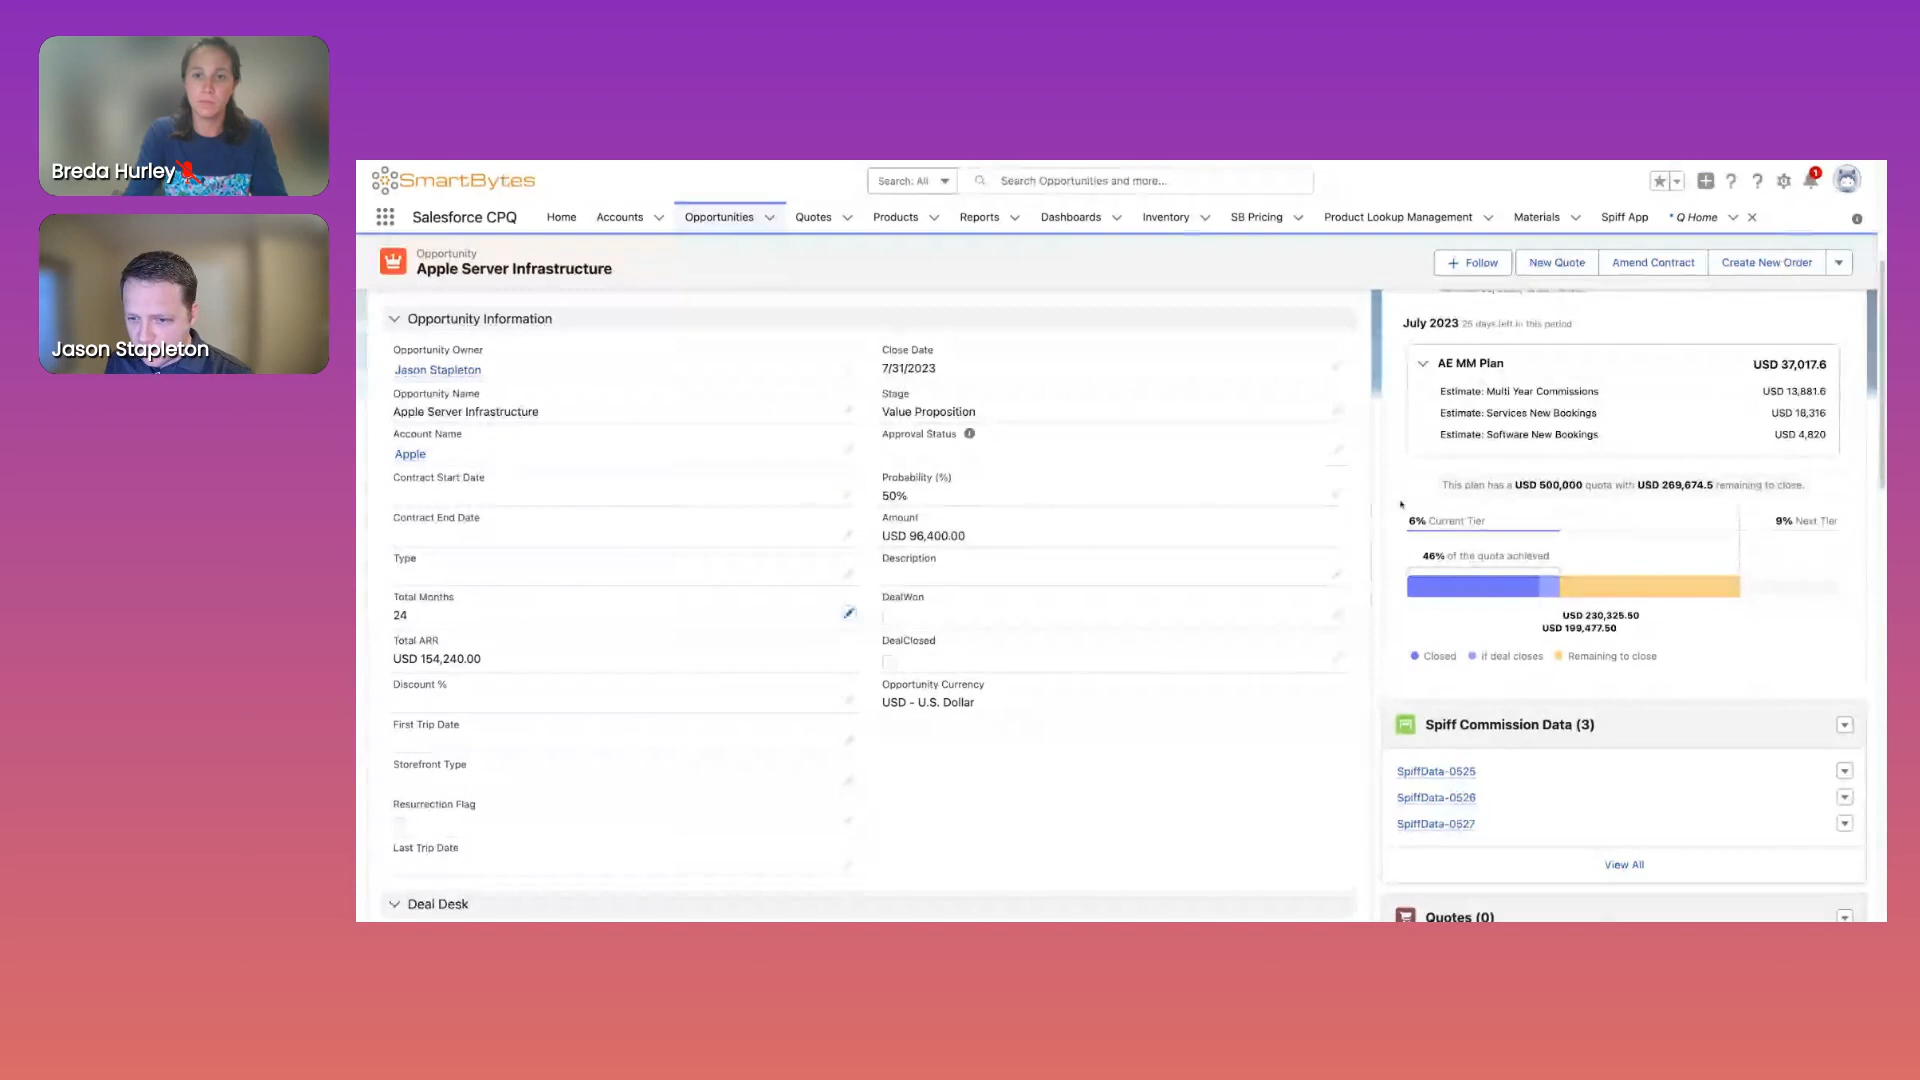 Breda Hurley
Jason Stapleton
SmartBytes
Search: All
Search Opportunities and more...
1
Salesforce CPQ
Home
Accounts
Opportunities
Quotes
Products
Reports
Dashboards
Inventory
SB Pricing
Product Lookup Management
Materials
Spiff App
* Q Home
Opportunity
Apple Server Infrastructure
Follow
New Quote
Amend Contract
Create New Order
Opportunity Information
Opportunity Owner
Jason Stapleton
Opportunity Name
Apple Server Infrastructure
Account Name
Apple
Contract Start Date
Contract End Date
Type
Total Months
24
Total ARR
USD 154,240.00
Discount %
First Trip Date
Storefront Type
Resurrection Flag
Last Trip Date
Deal Desk
Close Date
7/31/2023
Stage
Value Proposition
Approval Status
Probability (%)
50%
Amount
USD 96,400.00
Description
DealWon
DealClosed
Opportunity Currency
USD - U.S. Dollar
July 2023 25 days left in this period
AE MM Plan USD 37,017.6
Estimate: Multi Year Commissions USD 13,881.6
Estimate: Services New Bookings USD 18,316
Estimate: Software New Bookings USD 4,820
This plan has a USD 500,000 quota with USD 269,674.5 remaining to close.
6% Current Tier 9% Next Tier
46% of the quota achieved
USD 230,325.50
USD 199,477.50
Closed if deal closes Remaining to close
Spiff Commission Data (3)
SpiffData-0525
SpiffData-0526
SpiffData-0527
View All
Quotes (0)